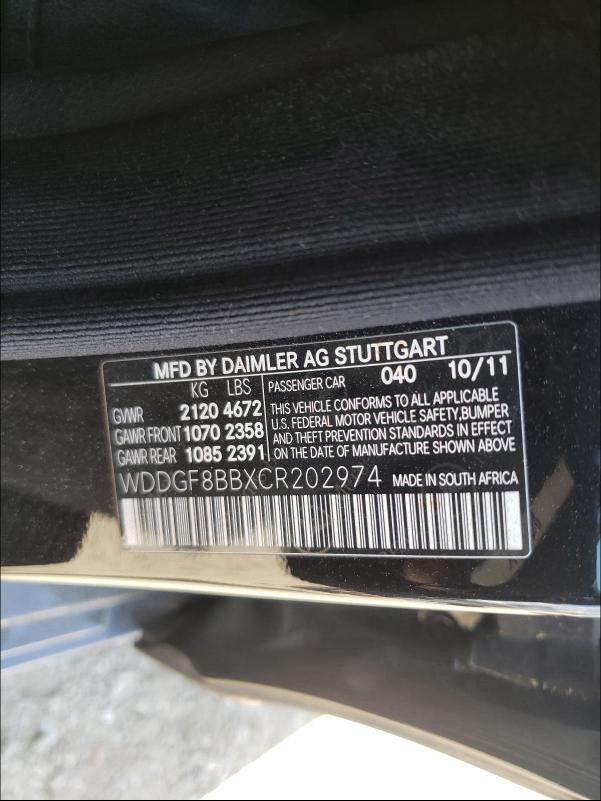 MFD BY DAIMLER AG STUTTGART
KG LBS PASSENGER CAR 040 10/11
GVWR 2120 4672
GAWR FRONT 1070 2358
GAWR REAR 1085 2391
THIS VEHICLE CONFORMS TO ALL APPLICABLE
U.S. FEDERAL MOTOR VEHICLE SAFETY, BUMPER
AND THEFT PREVENTION STANDARDS IN EFFECT
ON THE DATE OF MANUFACTURE SHOWN ABOVE
WDDGF8BBXCR202974 MADE IN SOUTH AFRICA